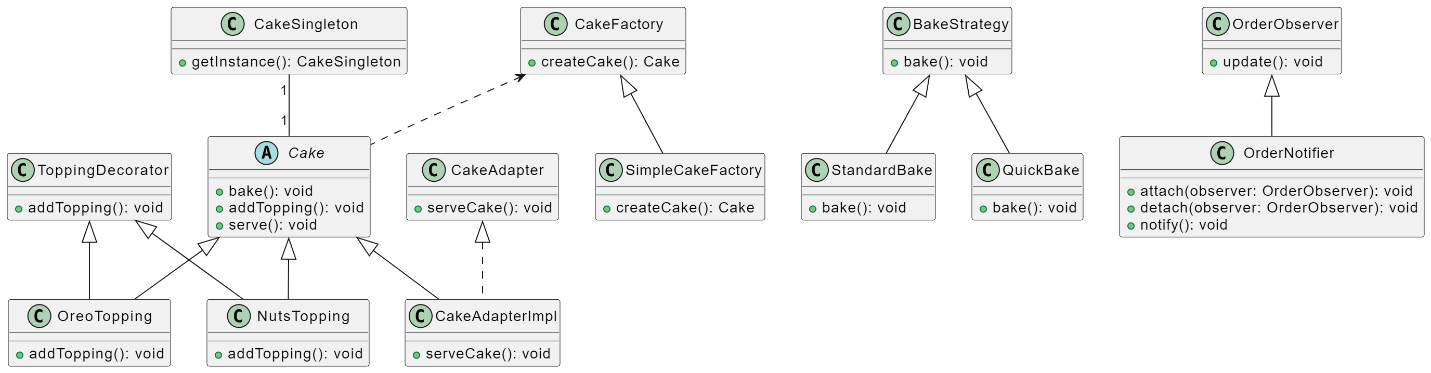 C CakeSingleton
getInstance(): CakeSingleton
C CakeFactory
createCake(): Cake
C BakeStrategy
bake(): void
C OrderObserver
update(): void
1
1
C ToppingDecorator
addTopping(): void
A Cake
bake(): void
addTopping(): void
serve(): void
C CakeAdapter
serveCake(): void
C SimpleCakeFactory
createCake(): Cake
C StandardBake
bake(): void
C QuickBake
bake(): void
C OrderNotifier
attach(observer: OrderObserver): void
detach(observer: OrderObserver): void
notify(): void
C OreoTopping
addTopping(): void
C NutsTopping
addTopping(): void
C CakeAdapterImpl
serveCake(): void